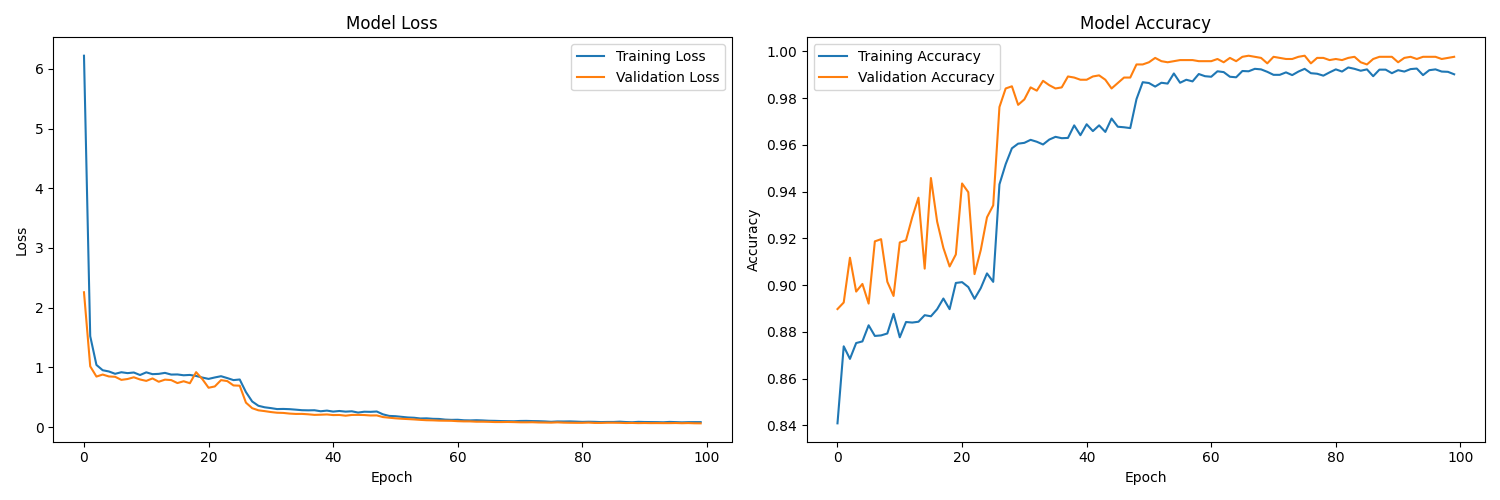 Model Loss
Training Loss
Validation Loss
Loss
6
5
4
3
2
1
0
0 20 40 60 80 100
Epoch
Model Accuracy
Training Accuracy
Validation Accuracy
Accuracy
1.00
0.98
0.96
0.94
0.92
0.90
0.88
0.86
0.84
0 20 40 60 80 100
Epoch